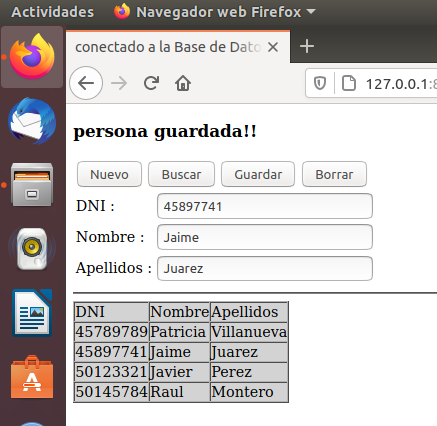 Actividades Navegador web Firefox
conectado a la Base de Dato
127.0.0.1:
persona guardada!!
Nuevo Buscar Guardar Borrar
DNI : 45897741
Nombre : Jaime
Apellidos : Juarez
DNI Nombre Apellidos
45789789 Patricia Villanueva
45897741 Jaime Juarez
50123321 Javier Perez
50145784 Raul Montero